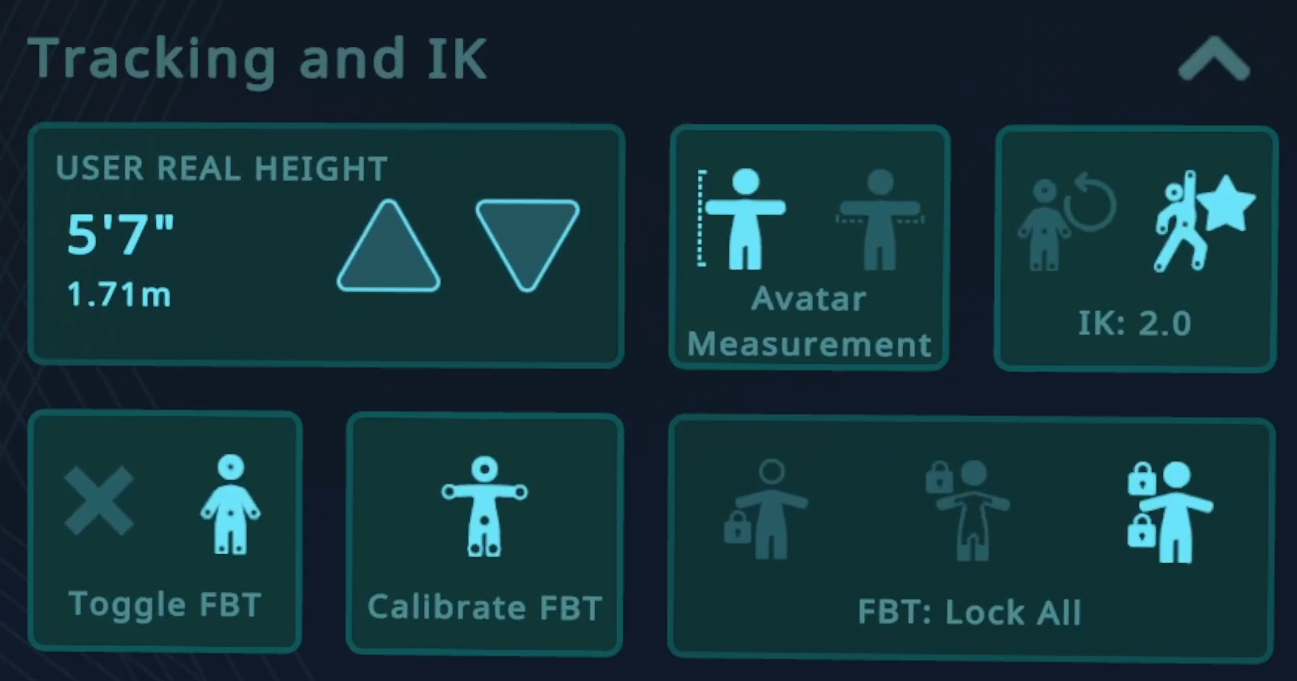 Tracking and IK
USER REAL HEIGHT
5'7"
1.71m
Avatar
Measurement
IK: 2.0
Toggle FBT
Calibrate FBT
FBT: Lock All